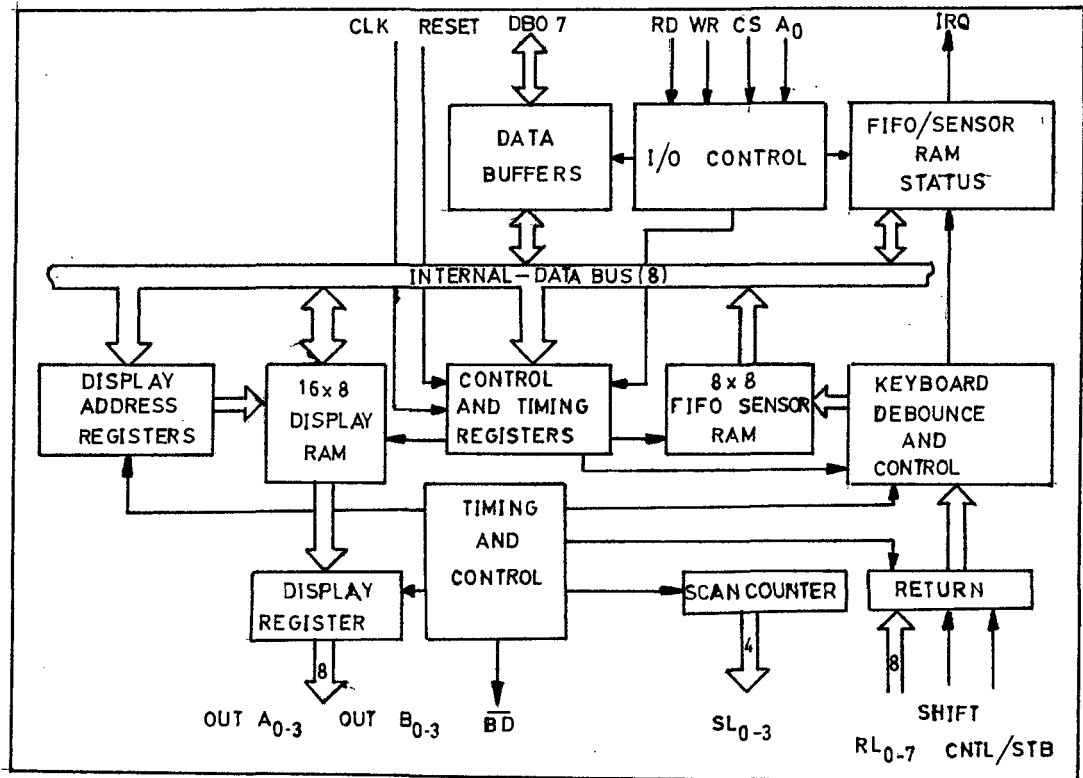 CLK RESET DBO 7 RD WR CS A0 IRQ
DATA
BUFFERS
I/O CONTROL
FIFO/SENSOR
RAM
STATUS
INTERNAL-DATA BUS (8)
DISPLAY
ADDRESS
REGISTERS
16x8
DISPLAY
RAM
CONTROL
AND TIMING
REGISTERS
8x8
FIFO SENSOR
RAM
KEYBOARD
DEBOUNCE
AND
CONTROL
TIMING
AND
CONTROL
DISPLAY
REGISTER
SCAN COUNTER
RETURN
8
4
8
OUT A0-3 OUT B0-3 B̅D̅ SL0-3
SHIFT
RL0-7 CNTL/STB